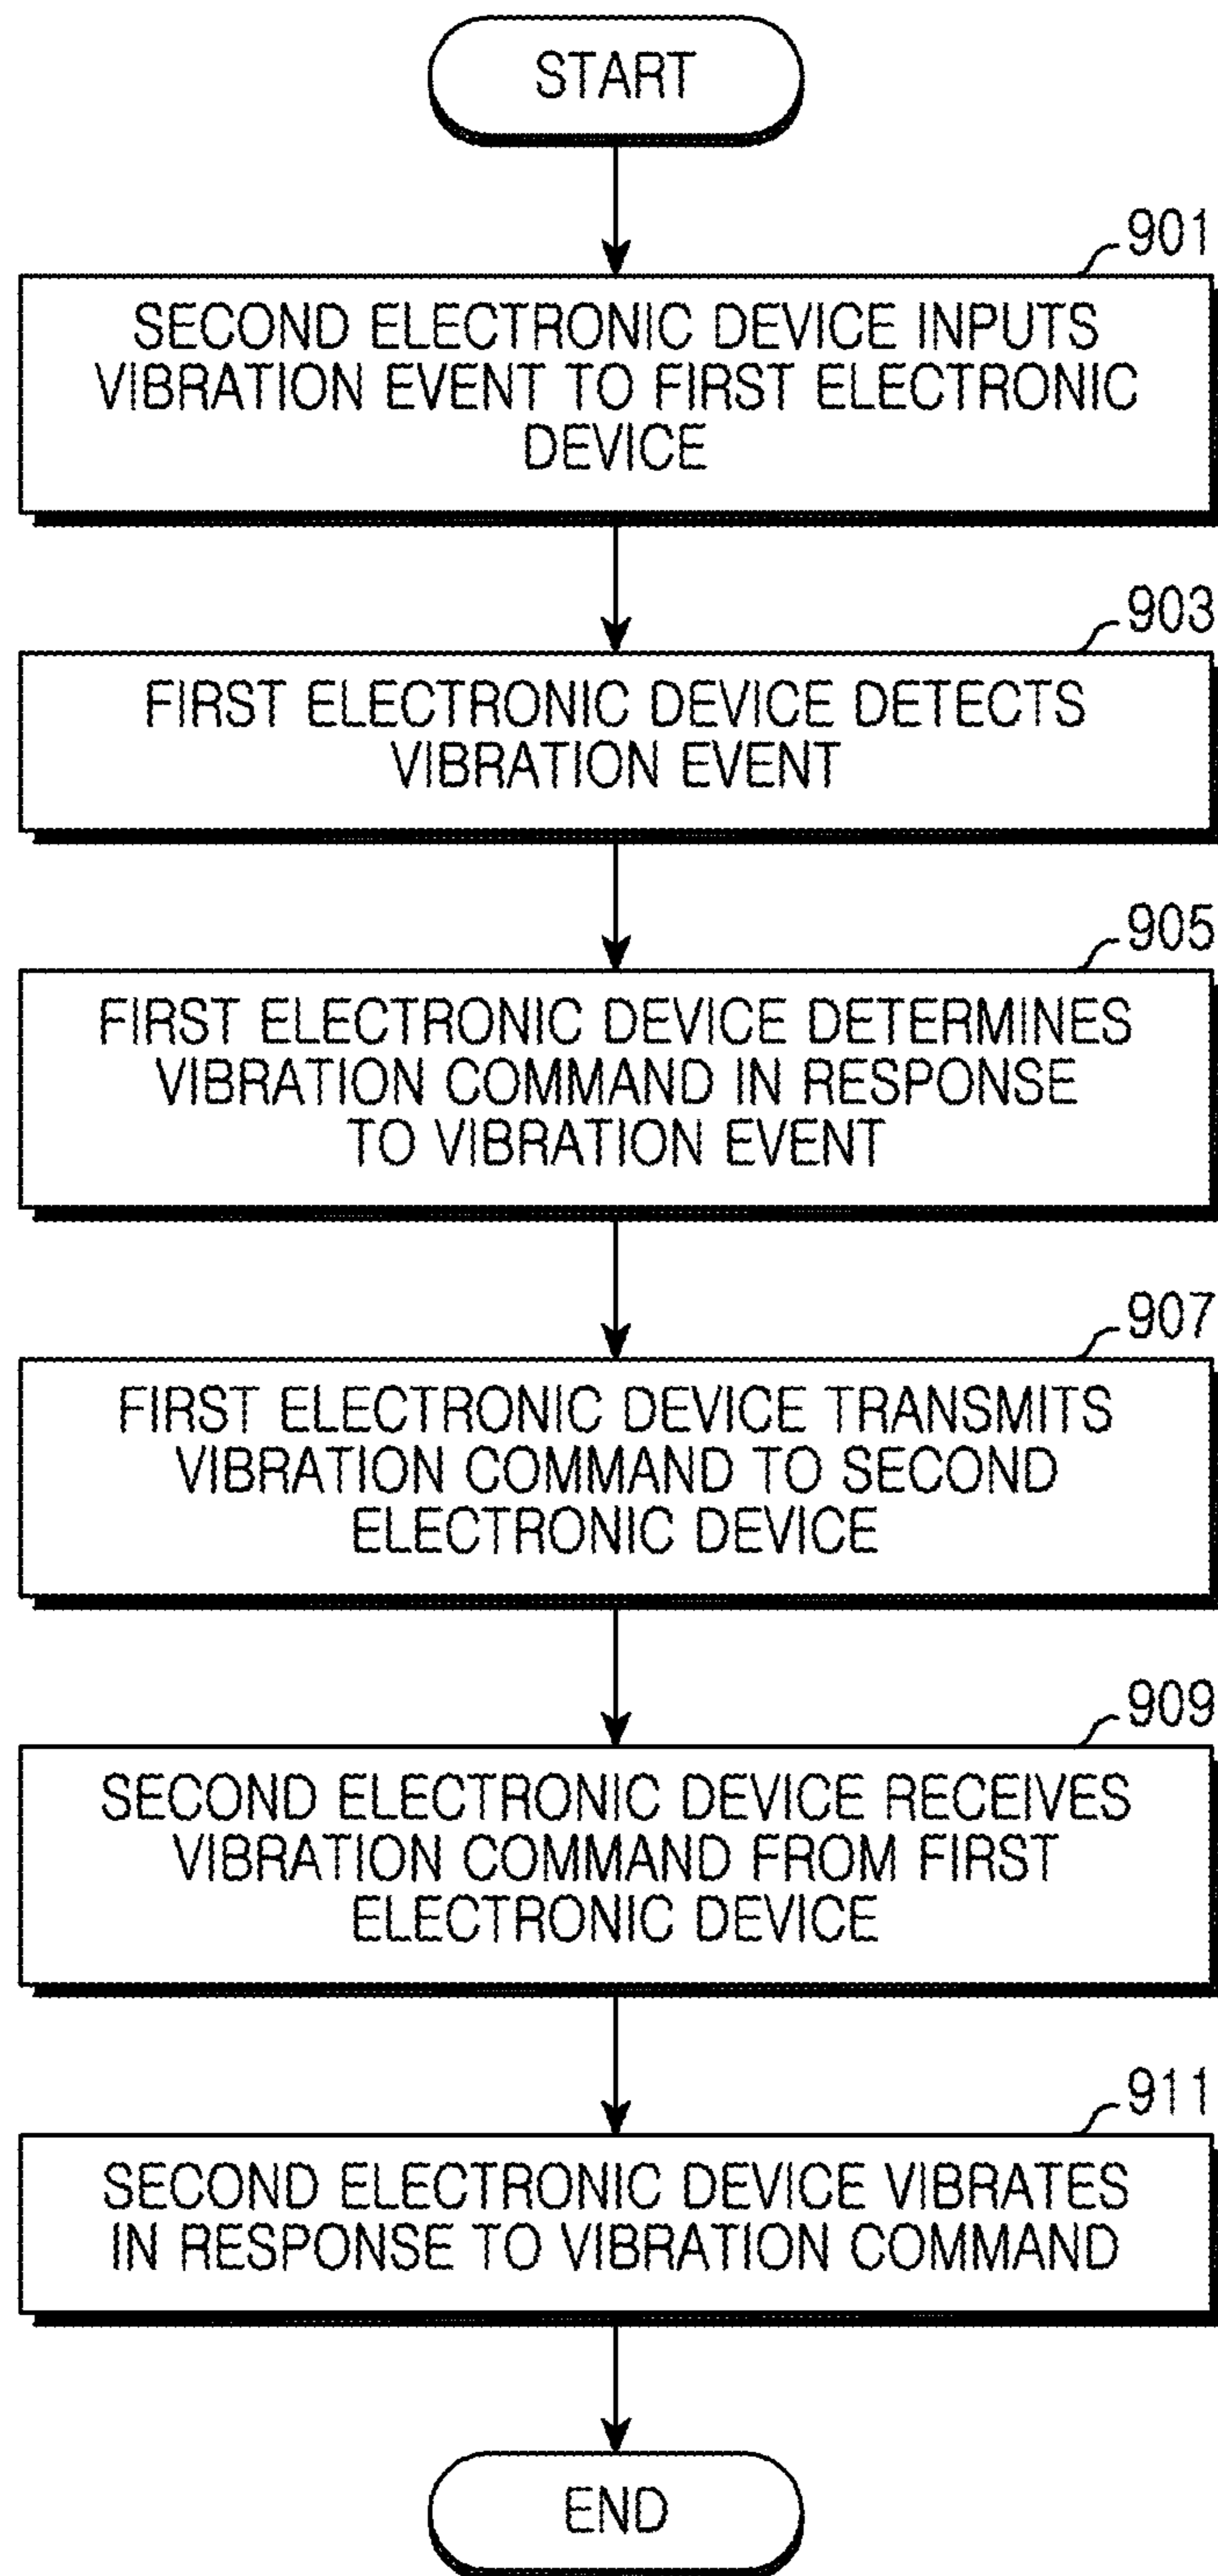 START
901
SECOND ELECTRONIC DEVICE INPUTS
VIBRATION EVENT TO FIRST ELECTRONIC
DEVICE
903
FIRST ELECTRONIC DEVICE DETECTS
VIBRATION EVENT
905
FIRST ELECTRONIC DEVICE DETERMINES
VIBRATION COMMAND IN RESPONSE
TO VIBRATION EVENT
907
FIRST ELECTRONIC DEVICE TRANSMITS
VIBRATION COMMAND TO SECOND
ELECTRONIC DEVICE
909
SECOND ELECTRONIC DEVICE RECEIVES
VIBRATION COMMAND FROM FIRST
ELECTRONIC DEVICE
911
SECOND ELECTRONIC DEVICE VIBRATES
IN RESPONSE TO VIBRATION COMMAND
END